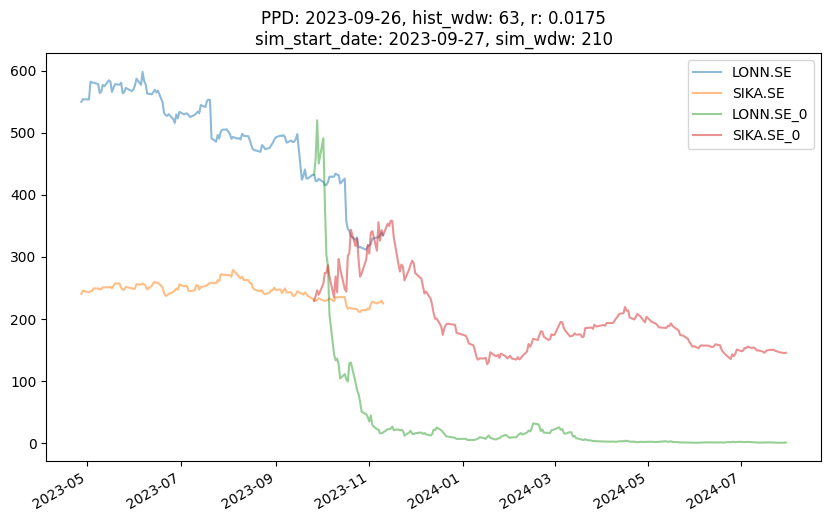 PPD: 2023-09-26, hist_wdw: 63, r: 0.0175
sim_start_date: 2023-09-27, sim_wdw: 210
LONN.SE
SIKA.SE
LONN.SE_0
SIKA.SE_0
600
500
400
300
200
100
0
2023-05
2023-07
2023-09
2023-11
2024-01
2024-03
2024-05
2024-07